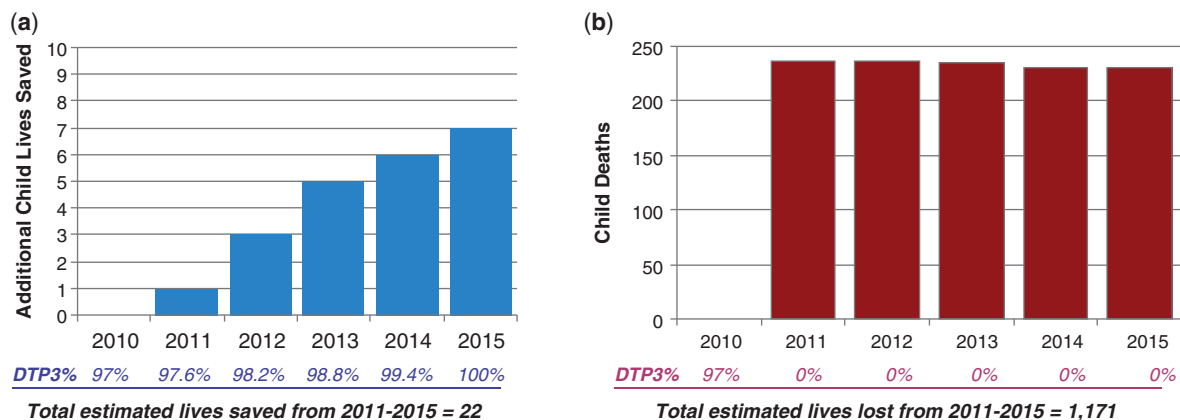 (a)
Additional Child Lives Saved
10
9
8
7
6
5
4
3
2
1
0
2010 2011 2012 2013 2014 2015
DTP3% 97% 97.6% 98.2% 98.8% 99.4% 100%
Total estimated lives saved from 2011-2015 = 22
(b)
Child Deaths
250
200
150
100
50
0
2010 2011 2012 2013 2014 2015
DTP3% 97% 0% 0% 0% 0% 0%
Total estimated lives lost from 2011-2015 = 1,171